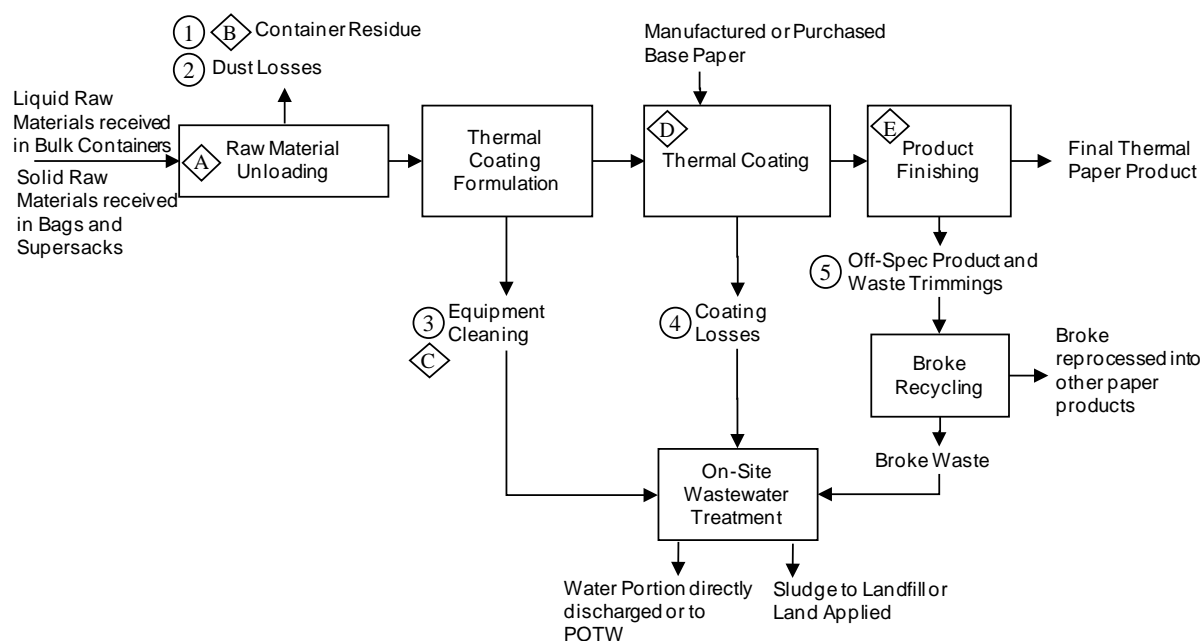 1 B Container Residue
2 Dust Losses
Manufactured or Purchased
Base Paper
Liquid Raw
Materials received
in Bulk Containers
Solid Raw
Materials received
in Bags and
Supersacks
A Raw Material
Unloading
Thermal
Coating
Formulation
D
Thermal Coating
E
Product
Finishing
Final Thermal
Paper Product
3 Equipment
Cleaning
C
4 Coating
Losses
5 Off-Spec Product and
Waste Trimmings
Broke
Recycling
Broke
reprocessed into
other paper
products
Broke Waste
On-Site
Wastewater
Treatment
Water Portion directly
discharged or to
POTW
Sludge to Landfill or
Land Applied